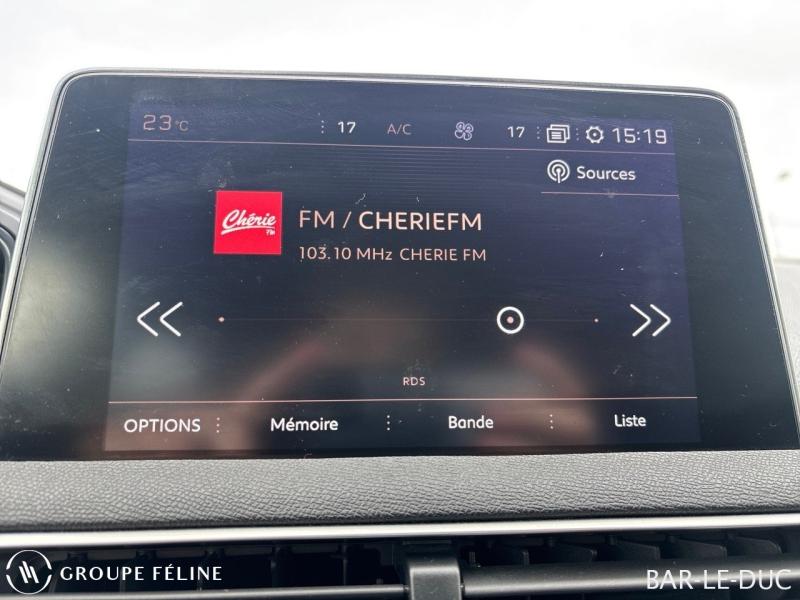 23°C 17 A/C 17 15:19
Sources
Chérie FM
FM / CHERIEFM
103.10 MHz CHERIE FM
RDS
OPTIONS Mémoire Bande Liste
GROUPE FÉLINE
BAR-LE-DUC